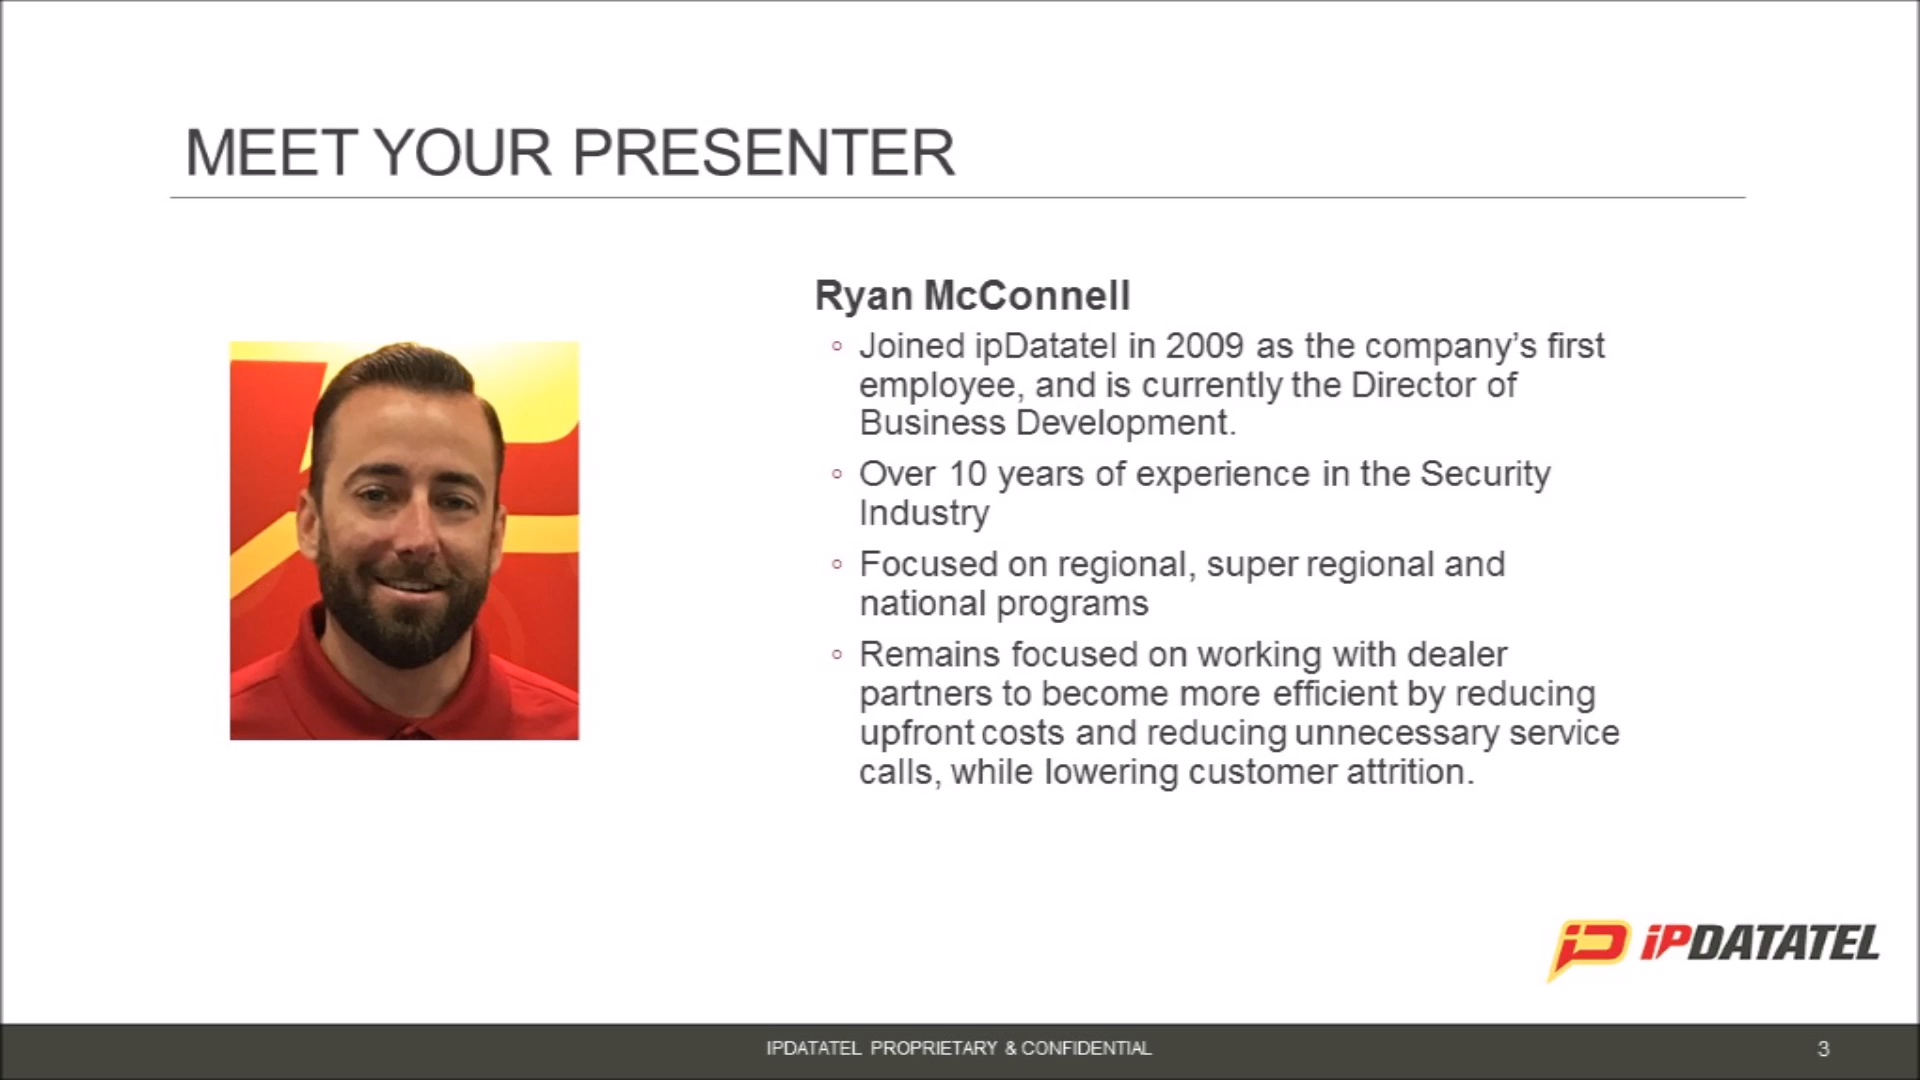 MEET YOUR PRESENTER
Ryan McConnell
◦ Joined ipDatatel in 2009 as the company’s first
employee, and is currently the Director of
Business Development.
◦ Over 10 years of experience in the Security
Industry
◦ Focused on regional, super regional and
national programs
◦ Remains focused on working with dealer
partners to become more efficient by reducing
upfront costs and reducing unnecessary service
calls, while lowering customer attrition.
iPDATATEL
IPDATATEL PROPRIETARY & CONFIDENTIAL
3